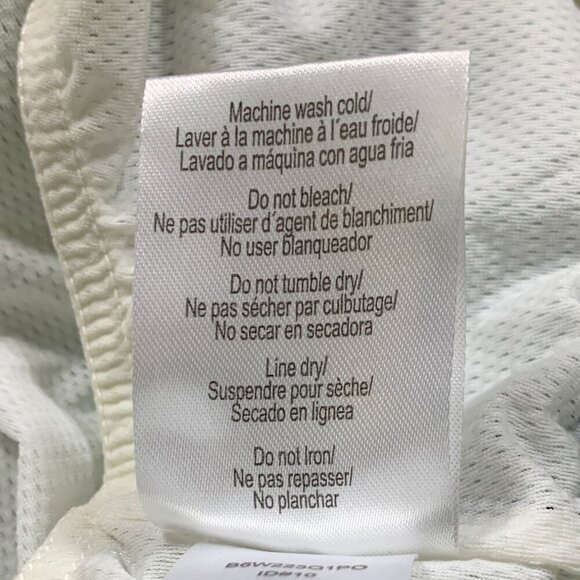 Machine wash cold/
Laver à la machine à l'eau froide/
Lavado a máquina con agua fria
Do not bleach/
Ne pas utiliser d'agent de blanchiment/
No user blanqueador
Do not tumble dry/
Ne pas sécher par culbutage/
No secar en secadora
Line dry/
Suspendre pour sèche/
Secado en lignea
Do not Iron/
Ne pas repasser/
No planchar